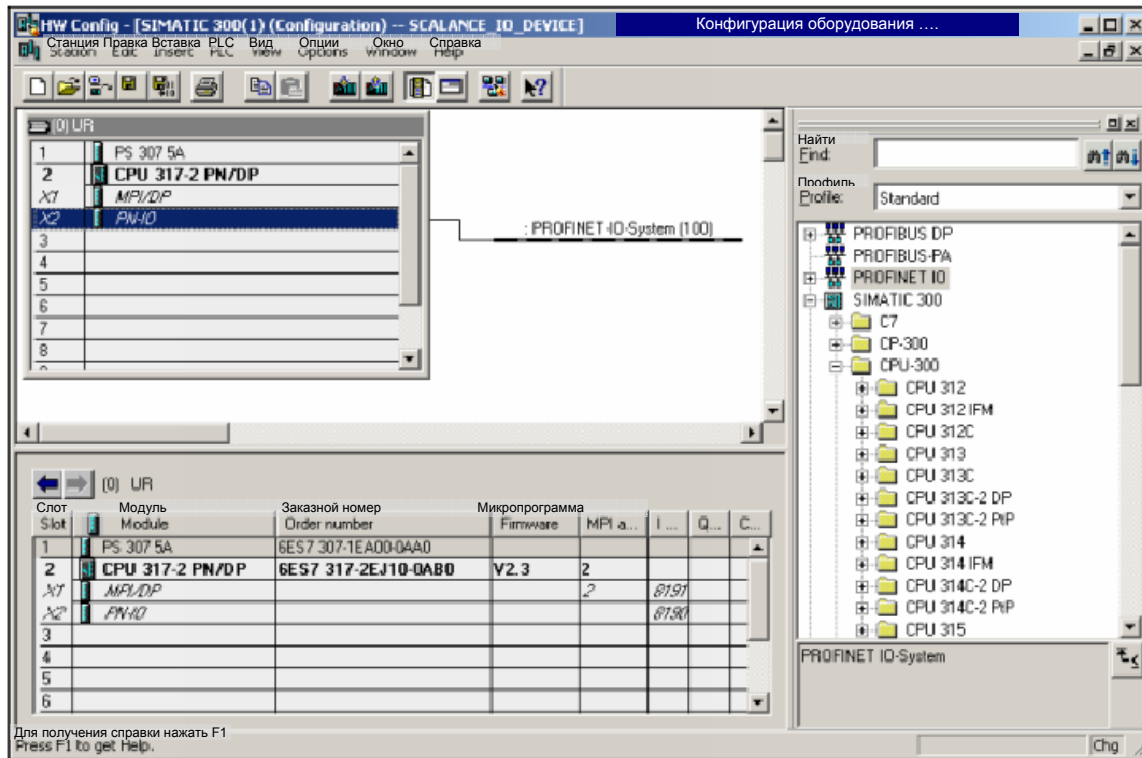 HW Config - [SIMATIC 300(1) (Configuration) -- SCALANCE_IO_DEVICE]
Конфигурация оборудования ….
Станция Правка Вставка PLC Вид Опции Окно Справка
Station Edit Insert PLC View Options Window Help
(0) UR
1 PS 307 5A
2 CPU 317-2 PN/DP
X1 MPI/DP
X2 PN-IO
3
4
5
6
7
8
: PROFINET-IO-System (100)
Найти
Find:
Профиль
Profile: Standard
PROFIBUS DP
PROFIBUS-PA
PROFINET IO
SIMATIC 300
C7
CP-300
CPU-300
CPU 312
CPU 312 IFM
CPU 312C
CPU 313
CPU 313C
CPU 313C-2 DP
CPU 313C-2 PtP
CPU 314
CPU 314 IFM
CPU 314C-2 DP
CPU 314C-2 PtP
CPU 315
PROFINET IO-System
(0) UR
Слот Модуль Заказной номер Микропрограмма
Slot Module Order number Firmware MPI a... I ... Q... C...
1 PS 307 5A 6ES7 307-1EA00-0AA0
2 CPU 317-2 PN/DP 6ES7 317-2EJ10-0AB0 V2.3 2
X1 MPI/DP 2 8191
X2 PN-IO 8190
3
4
5
6
Для получения справки нажать F1
Press F1 to get Help.
Chg